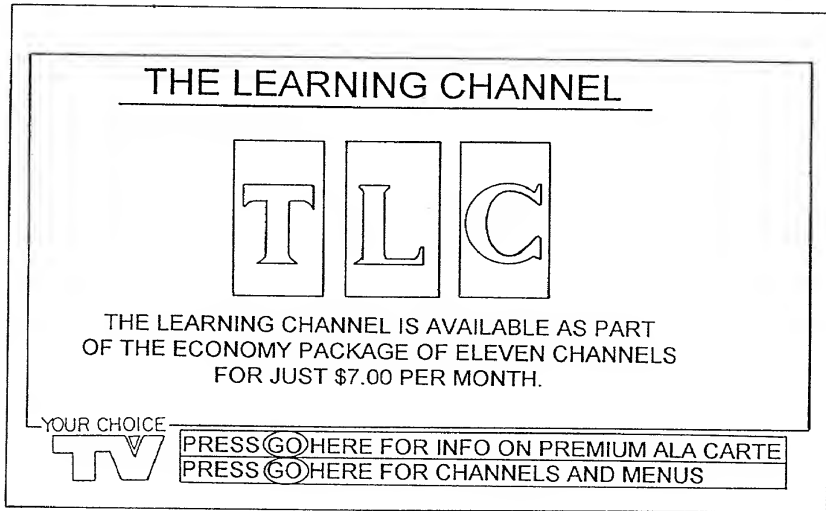 THE LEARNING CHANNEL
TLC
THE LEARNING CHANNEL IS AVAILABLE AS PART
OF THE ECONOMY PACKAGE OF ELEVEN CHANNELS
FOR JUST $7.00 PER MONTH.
YOUR CHOICE
TV
PRESS GO HERE FOR INFO ON PREMIUM ALA CARTE
PRESS GO HERE FOR CHANNELS AND MENUS